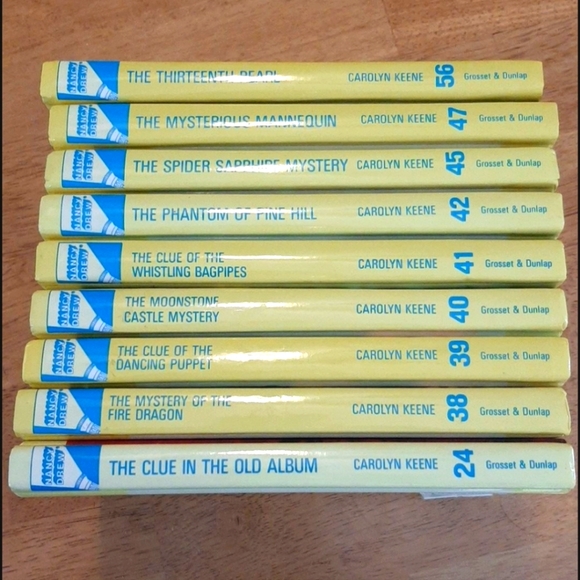 NANCY DREW THE THIRTEENTH PEARL CAROLYN KEENE 56 Grosset & Dunlap
NANCY DREW THE MYSTERIOUS MANNEQUIN CAROLYN KEENE 47 Grosset & Dunlap
NANCY DREW THE SPIDER SAPPHIRE MYSTERY CAROLYN KEENE 45 Grosset & Dunlap
NANCY DREW THE PHANTOM OF PINE HILL CAROLYN KEENE 42 Grosset & Dunlap
NANCY DREW THE CLUE OF THE
WHISTLING BAGPIPES CAROLYN KEENE 41 Grosset & Dunlap
NANCY DREW THE MOONSTONE
CASTLE MYSTERY CAROLYN KEENE 40 Grosset & Dunlap
NANCY DREW THE CLUE OF THE
DANCING PUPPET CAROLYN KEENE 39 Grosset & Dunlap
NANCY DREW THE MYSTERY OF THE
FIRE DRAGON CAROLYN KEENE 38 Grosset & Dunlap
NANCY DREW THE CLUE IN THE OLD ALBUM CAROLYN KEENE 24 Grosset & Dunlap